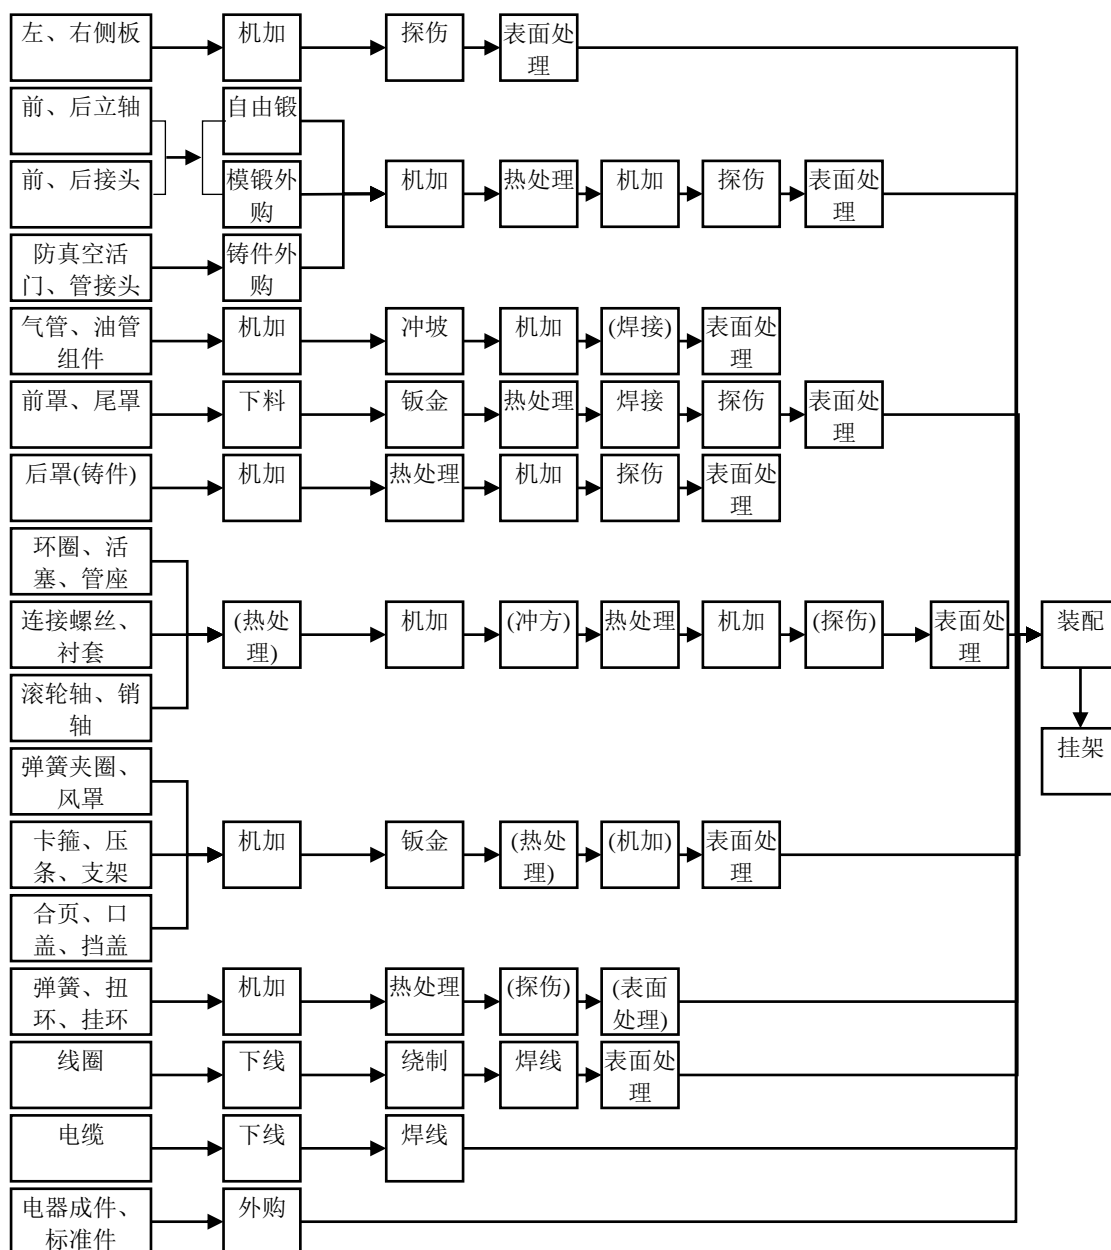 左、右侧板
机加
探伤
表面处
理
前、后立轴
自由锻
前、后接头
模锻外
购
机加
热处理
机加
探伤
表面处
理
防真空活
门、管接头
铸件外
购
气管、油管
组件
机加
冲坡
机加
(焊接)
表面处
理
前罩、尾罩
下料
钣金
热处理
焊接
探伤
表面处
理
后罩(铸件)
机加
热处理
机加
探伤
表面处
理
环圈、活
塞、管座
连接螺丝、
衬套
(热处
理)
机加
(冲方)
热处理
机加
(探伤)
表面处
理
装配
滚轮轴、销
轴
挂架
弹簧夹圈、
风罩
卡箍、压
条、支架
机加
钣金
(热处
理)
(机加)
表面处
理
合页、口
盖、挡盖
弹簧、扭
环、挂环
机加
热处理
(探伤)
(表面
处理)
线圈
下线
绕制
焊线
表面处
理
电缆
下线
焊线
电器成件、
标准件
外购